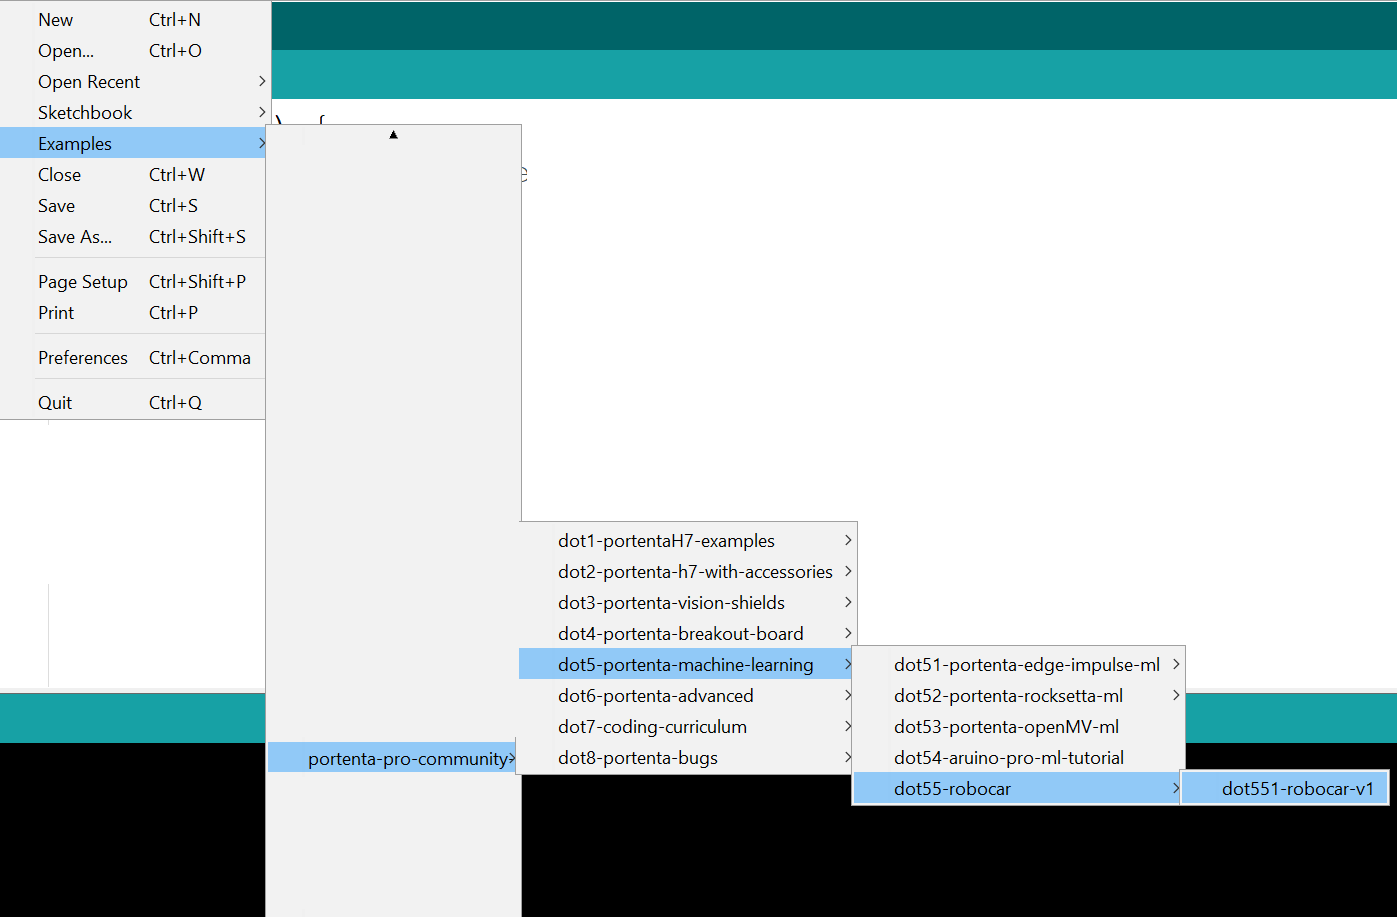 New Ctrl+N
Open... Ctrl+O
Open Recent
Sketchbook
Examples
Close Ctrl+W
Save Ctrl+S
Save As... Ctrl+Shift+S
Page Setup Ctrl+Shift+P
Print Ctrl+P
Preferences Ctrl+Comma
Quit Ctrl+Q
portenta-pro-community
dot1-portentaH7-examples
dot2-portenta-h7-with-accessories
dot3-portenta-vision-shields
dot4-portenta-breakout-board
dot5-portenta-machine-learning
dot6-portenta-advanced
dot7-coding-curriculum
dot8-portenta-bugs
dot51-portenta-edge-impulse-ml
dot52-portenta-rocksetta-ml
dot53-portenta-openMV-ml
dot54-aruino-pro-ml-tutorial
dot55-robocar
dot551-robocar-v1